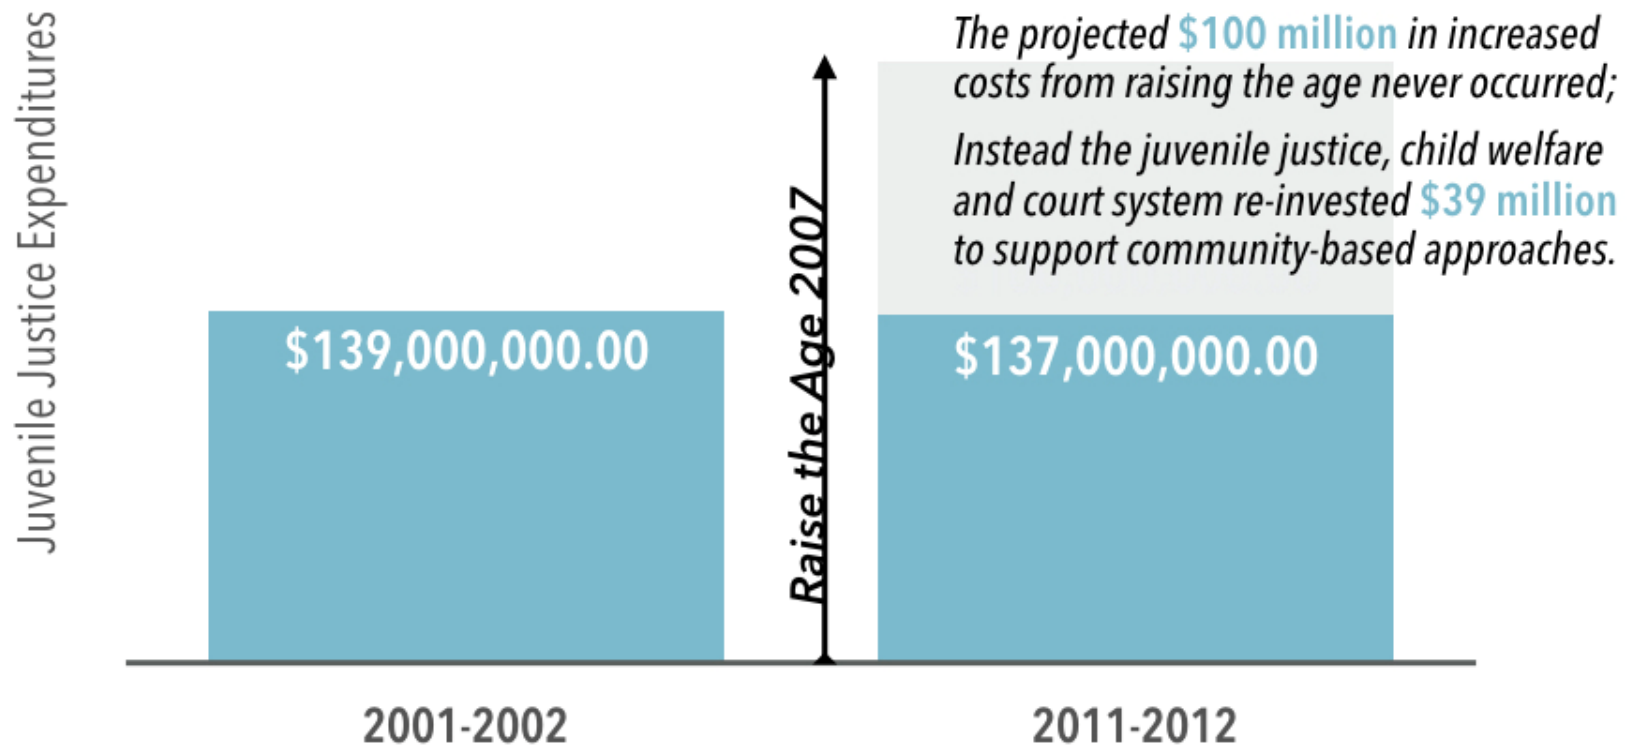 Juvenile Justice Expenditures
The projected $100 million in increased
costs from raising the age never occurred;
Instead the juvenile justice, child welfare
and court system re-invested $39 million
to support community-based approaches.
$139,000,000.00
Raise the Age 2007
$137,000,000.00
2001-2002
2011-2012